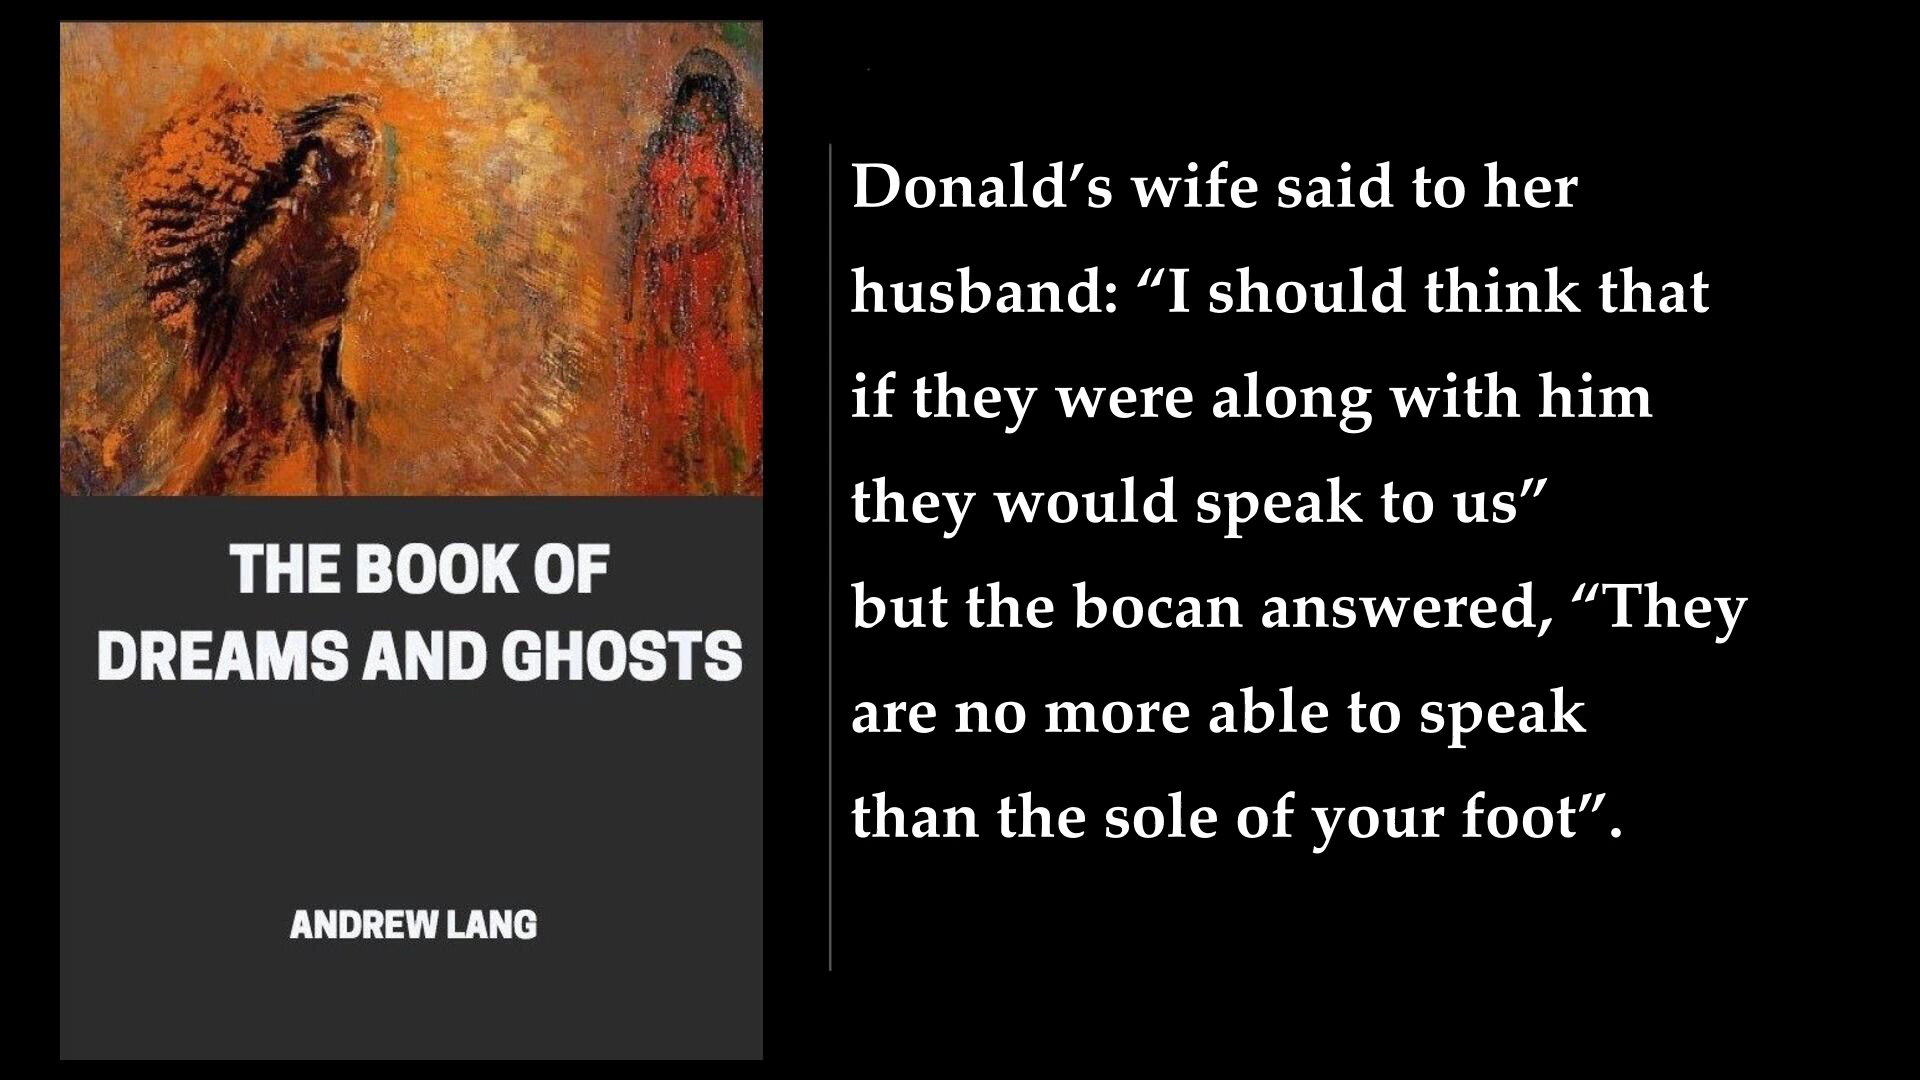 THE BOOK OF
DREAMS AND GHOSTS
ANDREW LANG
Donald’s wife said to her
husband: “I should think that
if they were along with him
they would speak to us”
but the bocan answered, “They
are no more able to speak
than the sole of your foot”.